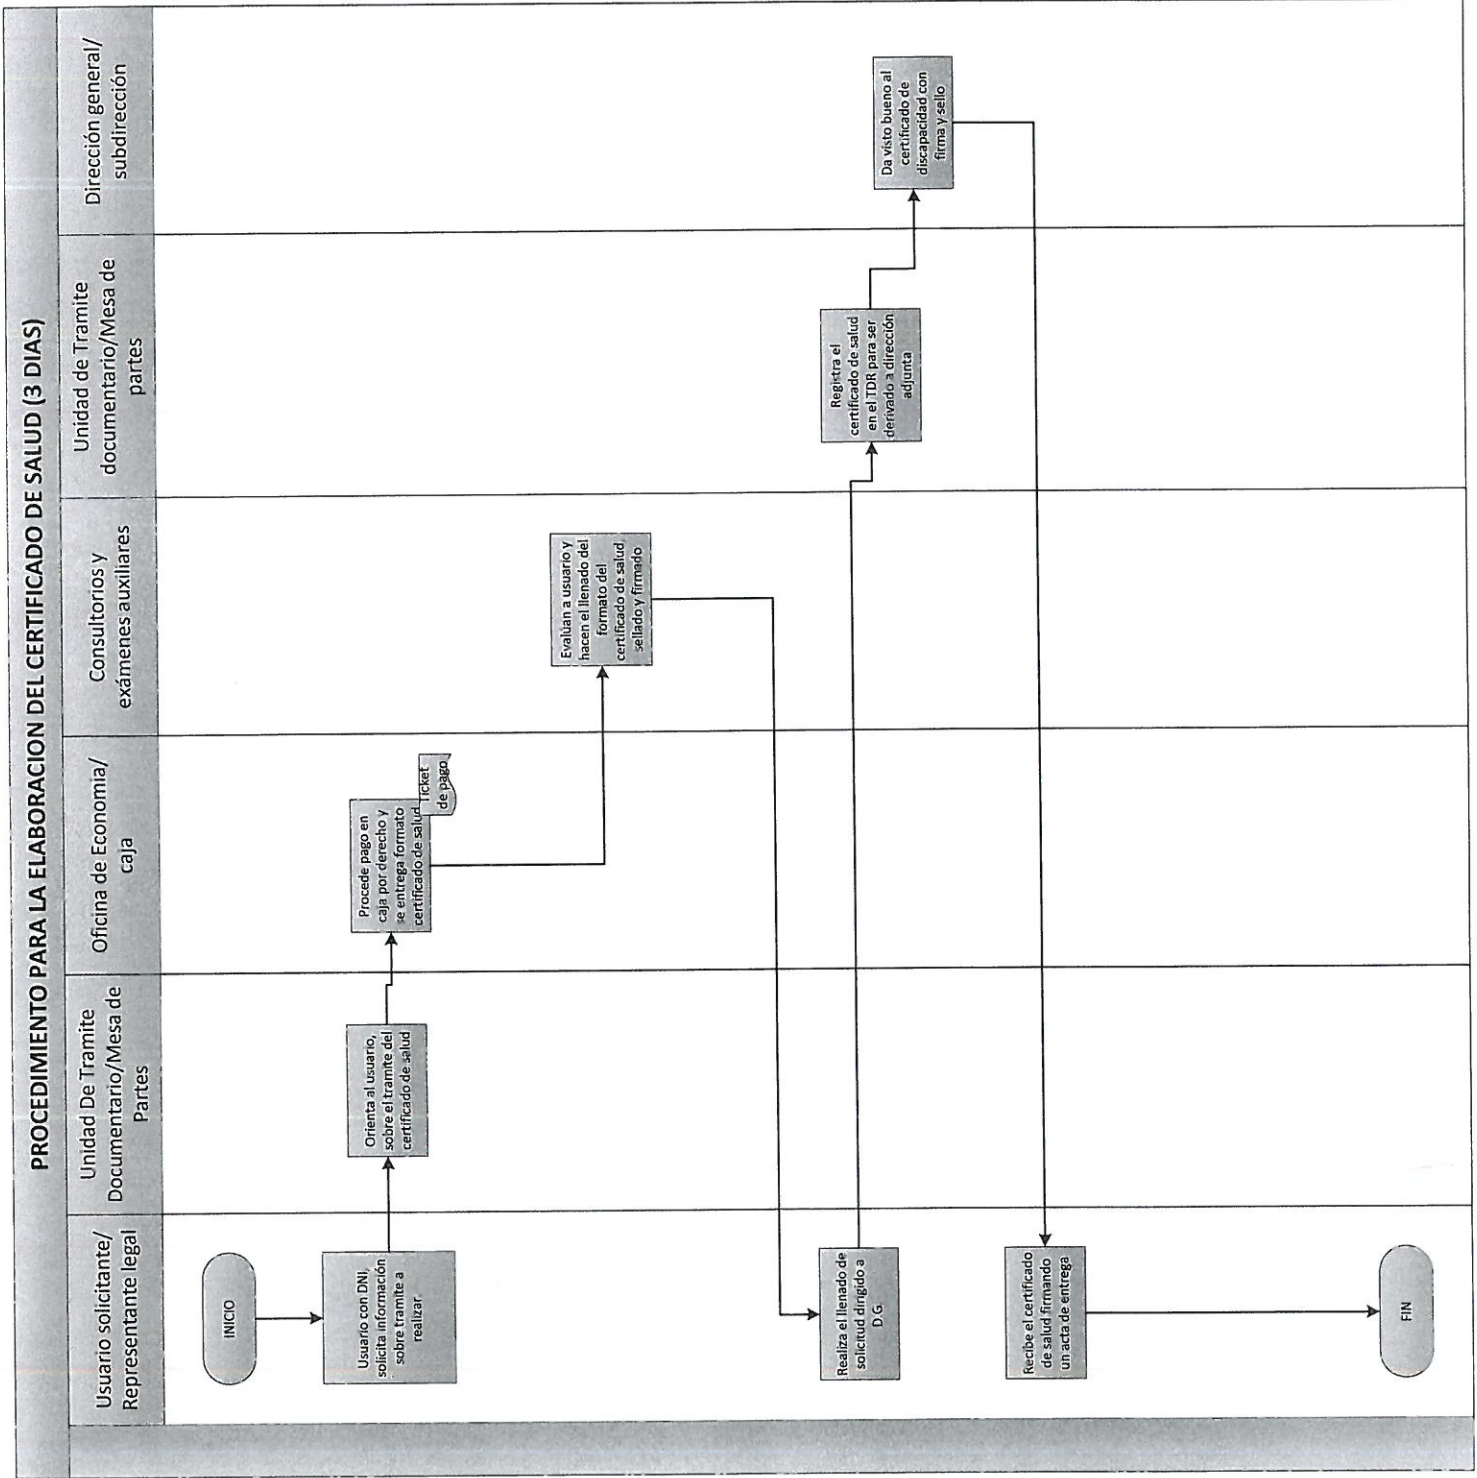 PROCEDIMIENTO PARA LA ELABORACION DEL CERTIFICADO DE SALUD (3 DIAS)
Usuario solicitante/
Representante legal
Unidad De Tramite
Documentario/Mesa de
Partes
Oficina de Economia/
caja
Consultorios y
exámenes auxiliares
Unidad de Tramite
documentario/Mesa de
partes
Dirección general/
subdirección
INICIO
Usuario con DNI,
solicita información
sobre tramite a
realizar.
Orienta al usuario,
sobre el tramite del
certificado de salud
Procede pago en
caja por derecho y
se entrega formato
certificado de salud
Ticket
de pago
Evalúan a usuario y
hacen el llenado del
formato del
certificado de salud,
sellado y firmado
Realiza el llenado de
solicitud dirigido a
D.G.
Registra el
certificado de salud
en el TDR para ser
derivado a dirección
adjunta
Da visto bueno al
certificado de
discapacidad con
firma y sello
Recibe el certificado
de salud firmando
un acta de entrega
FIN